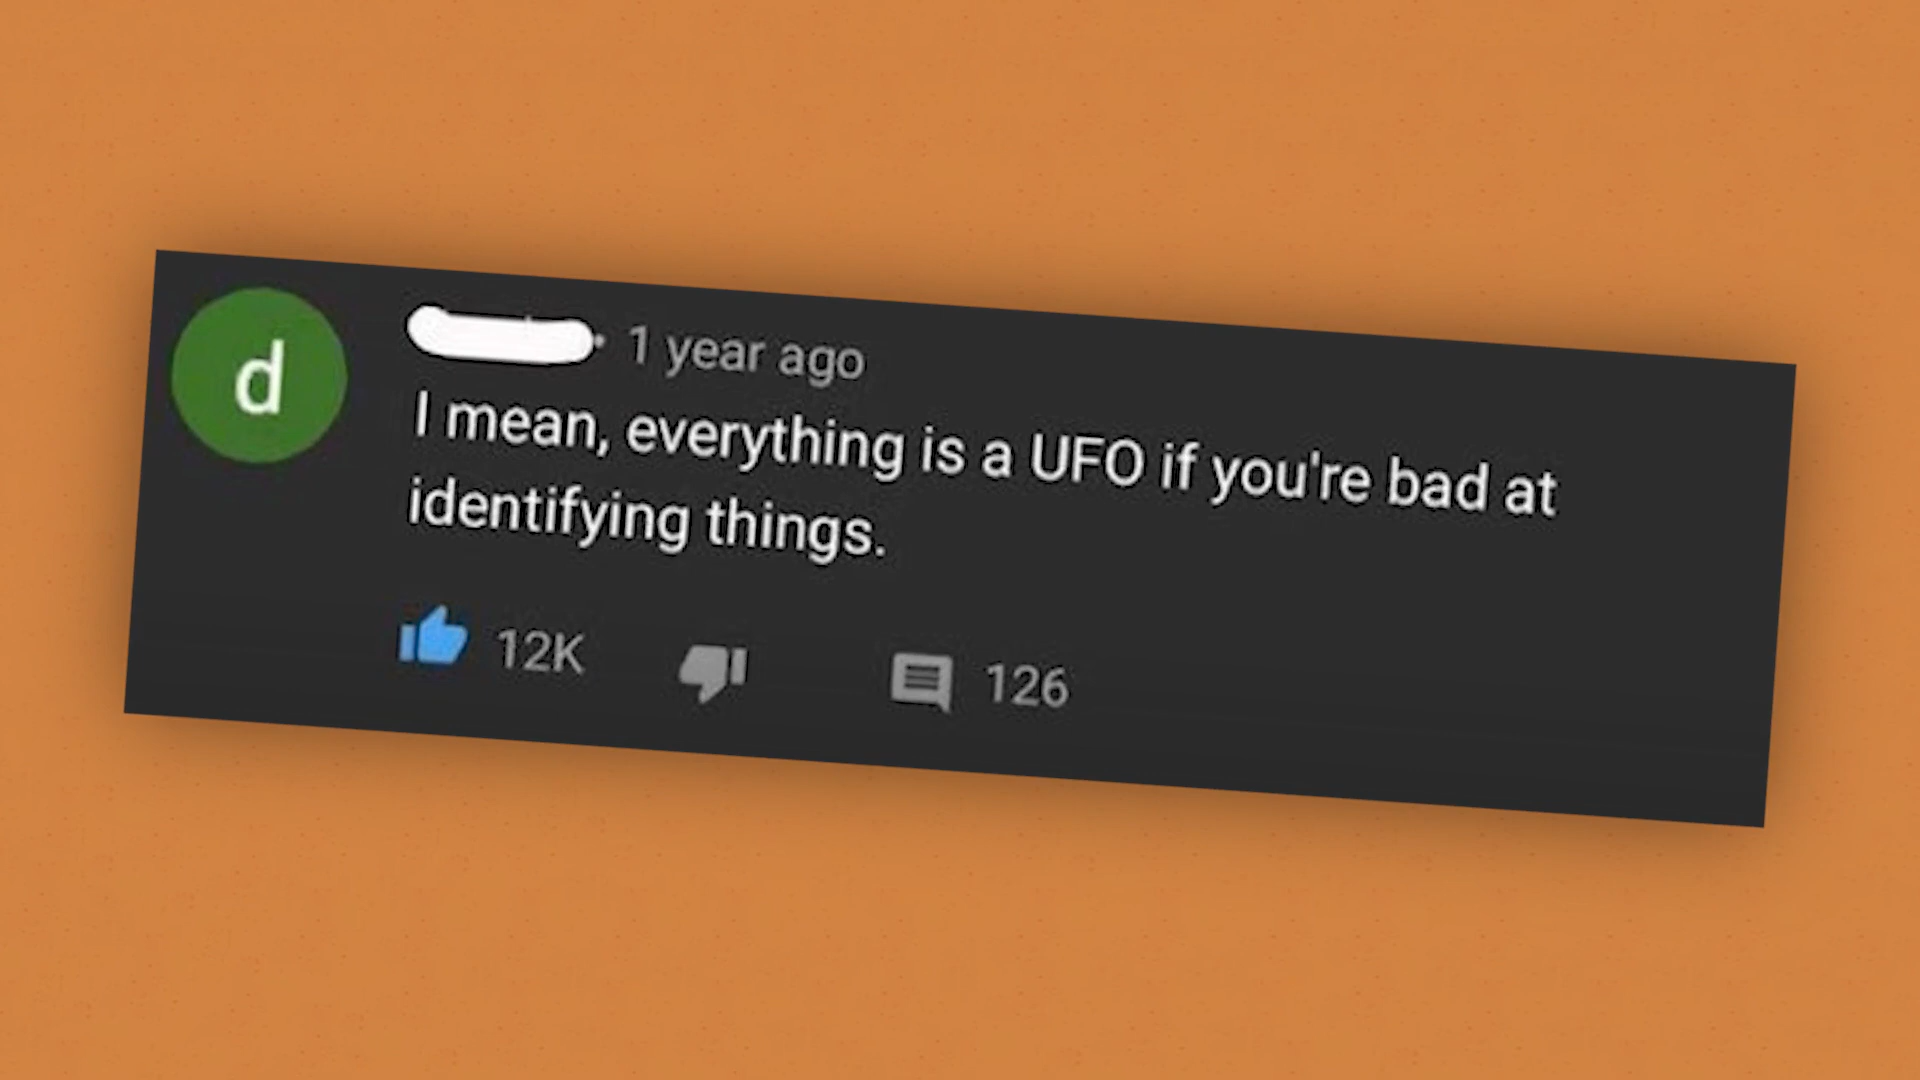 d
1 year ago
I mean, everything is a UFO if you're bad at
identifying things.
12K
126